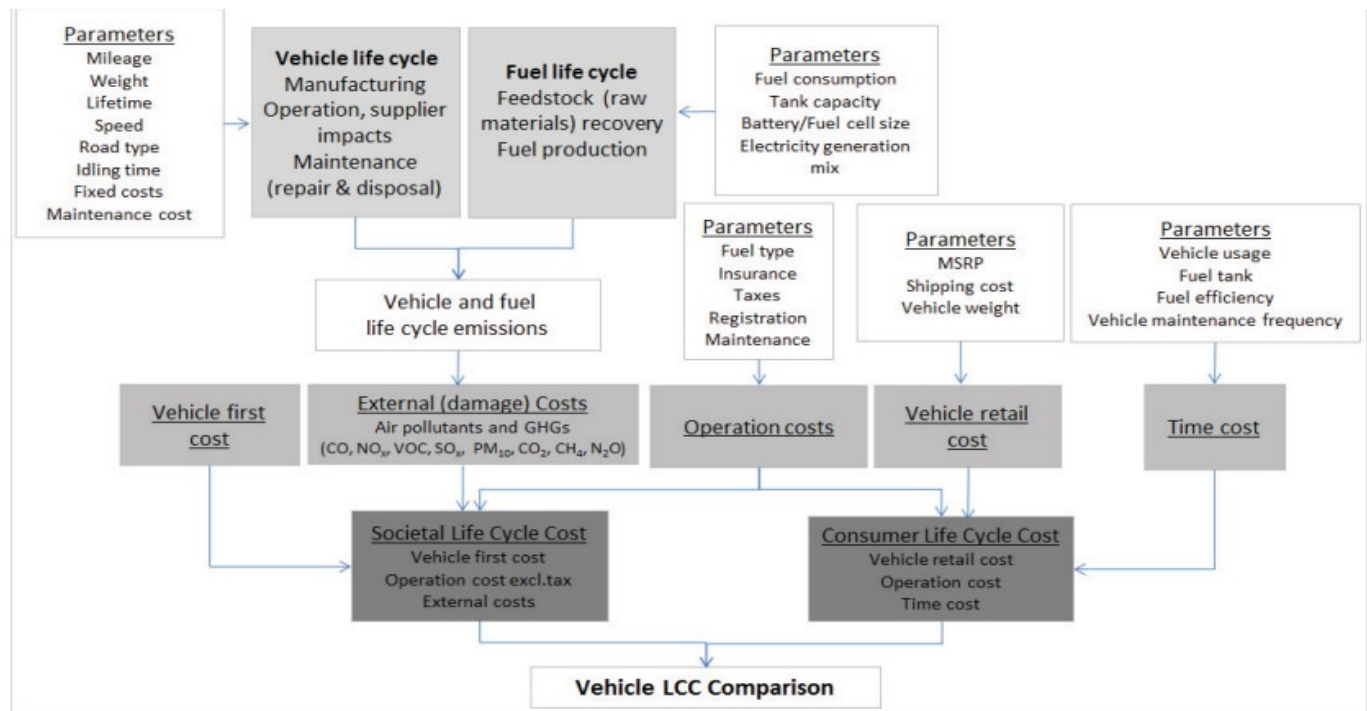 Parameters
Mileage
Weight
Lifetime
Speed
Road type
Idling time
Fixed costs
Maintenance cost
Vehicle life cycle
Manufacturing
Operation, supplier
impacts
Maintenance
(repair & disposal)
Fuel life cycle
Feedstock (raw
materials) recovery
Fuel production
Parameters
Fuel consumption
Tank capacity
Battery/Fuel cell size
Electricity generation
mix
Vehicle and fuel
life cycle emissions
Parameters
Fuel type
Insurance
Taxes
Registration
Maintenance
Parameters
MSRP
Shipping cost
Vehicle weight
Parameters
Vehicle usage
Fuel tank
Fuel efficiency
Vehicle maintenance frequency
Vehicle first
cost
External (damage) Costs
Air pollutants and GHGs
(CO, NOₓ, VOC, SOₓ, PM₁₀, CO₂, CH₄, N₂O)
Operation costs
Vehicle retail
cost
Time cost
Societal Life Cycle Cost
Vehicle first cost
Operation cost excl.tax
External costs
Consumer Life Cycle Cost
Vehicle retail cost
Operation cost
Time cost
Vehicle LCC Comparison